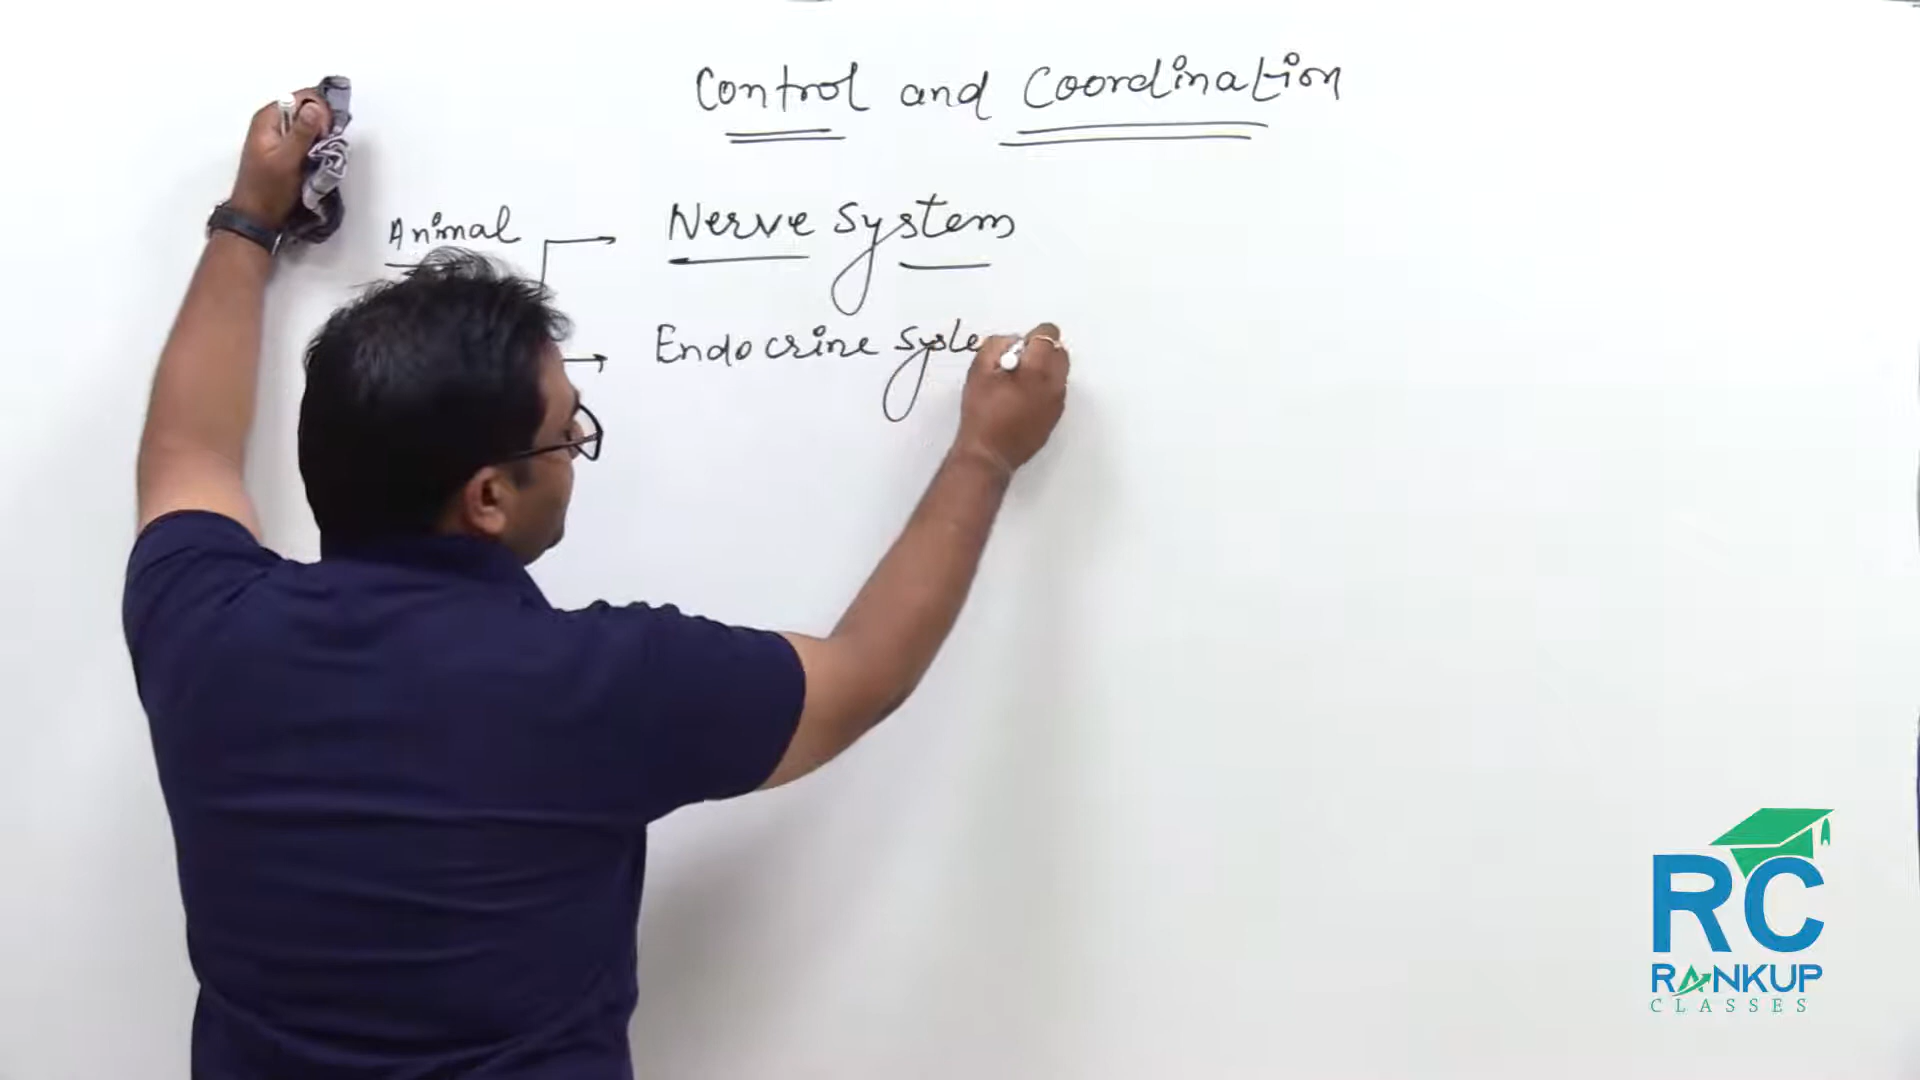 Control and Coordination
Animal
Nerve System
Endocrine Syste
RC
RANKUP
CLASSES